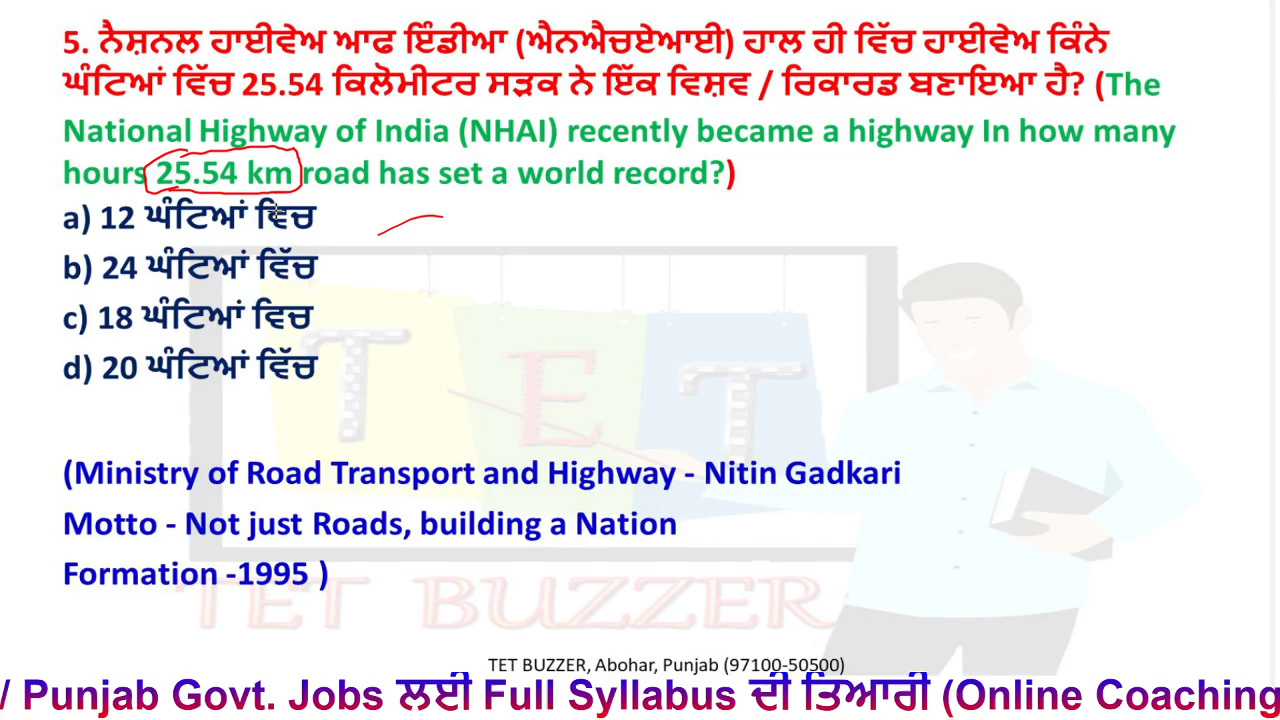 5. ਨੈਸ਼ਨਲ ਹਾਈਵੇਅ ਆਫ ਇੰਡੀਆ (ਐਨਐਚਏਆਈ) ਹਾਲ ਹੀ ਵਿੱਚ ਹਾਈਵੇਅ ਕਿੰਨੇ
ਘੰਟਿਆਂ ਵਿੱਚ 25.54 ਕਿਲੋਮੀਟਰ ਸੜਕ ਨੇ ਇੱਕ ਵਿਸ਼ਵ / ਰਿਕਾਰਡ ਬਣਾਇਆ ਹੈ? (The
National Highway of India (NHAI) recently became a highway In how many
hours 25.54 km road has set a world record?)
a) 12 ਘੰਟਿਆਂ ਵਿਚ
b) 24 ਘੰਟਿਆਂ ਵਿੱਚ
c) 18 ਘੰਟਿਆਂ ਵਿਚ
d) 20 ਘੰਟਿਆਂ ਵਿੱਚ
TET
(Ministry of Road Transport and Highway - Nitin Gadkari
Motto - Not just Roads, building a Nation
Formation -1995 )
TET BUZZER
TET BUZZER, Abohar, Punjab (97100-50500)
/ Punjab Govt. Jobs ਲਈ Full Syllabus ਦੀ ਤਿਆਰੀ (Online Coaching